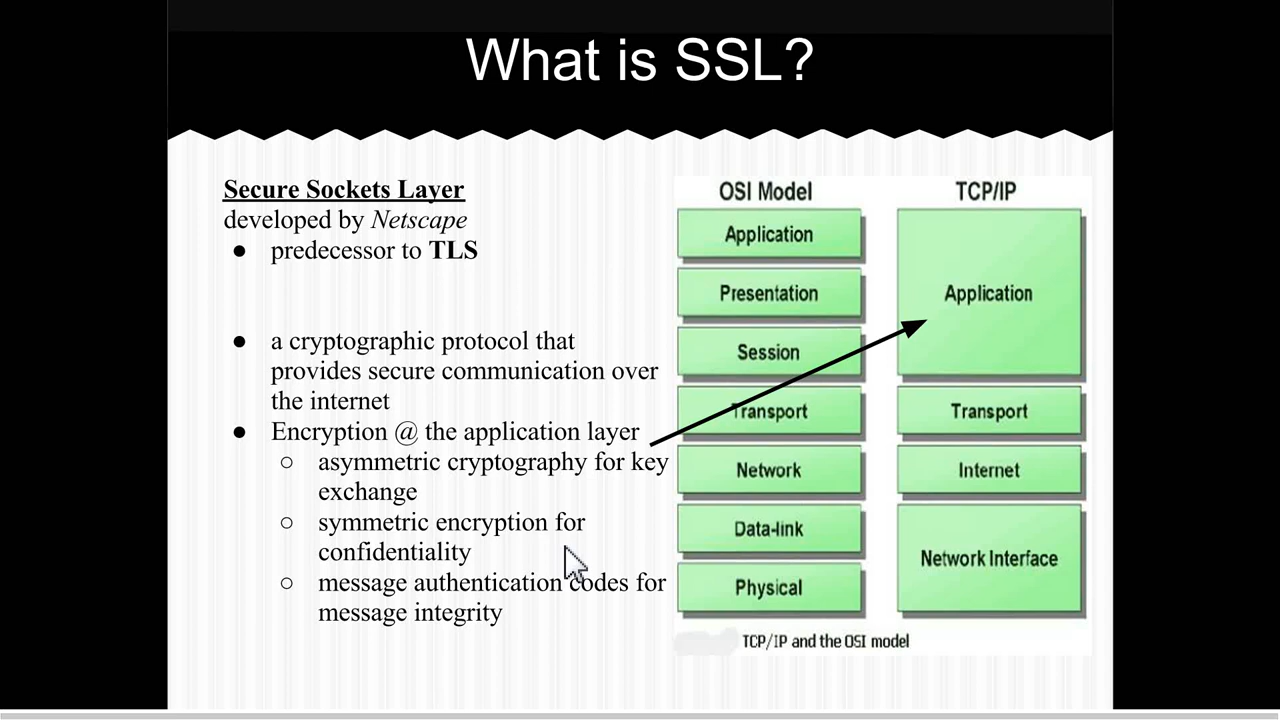 What is SSL?
Secure Sockets Layer
developed by Netscape
● predecessor to TLS
● a cryptographic protocol that
provides secure communication over
the internet
● Encryption @ the application layer
○ asymmetric cryptography for key
exchange
○ symmetric encryption for
confidentiality
○ message authentication codes for
message integrity
OSI Model
Application
Presentation
Session
Transport
Network
Data-link
Physical
TCP/IP
Application
Transport
Internet
Network Interface
TCP/IP and the OSI model